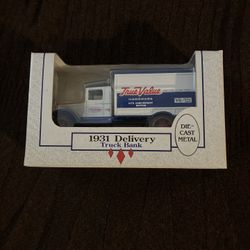 True Value
HARDWARE
1931 Delivery
Truck Bank
DIE-
CAST
METAL